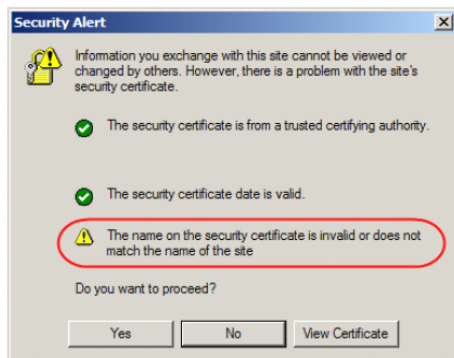 Security Alert
Information you exchange with this site cannot be viewed or
changed by others. However, there is a problem with the site's
security certificate.
The security certificate is from a trusted certifying authority.
The security certificate date is valid.
The name on the security certificate is invalid or does not
match the name of the site
Do you want to proceed?
Yes No View Certificate